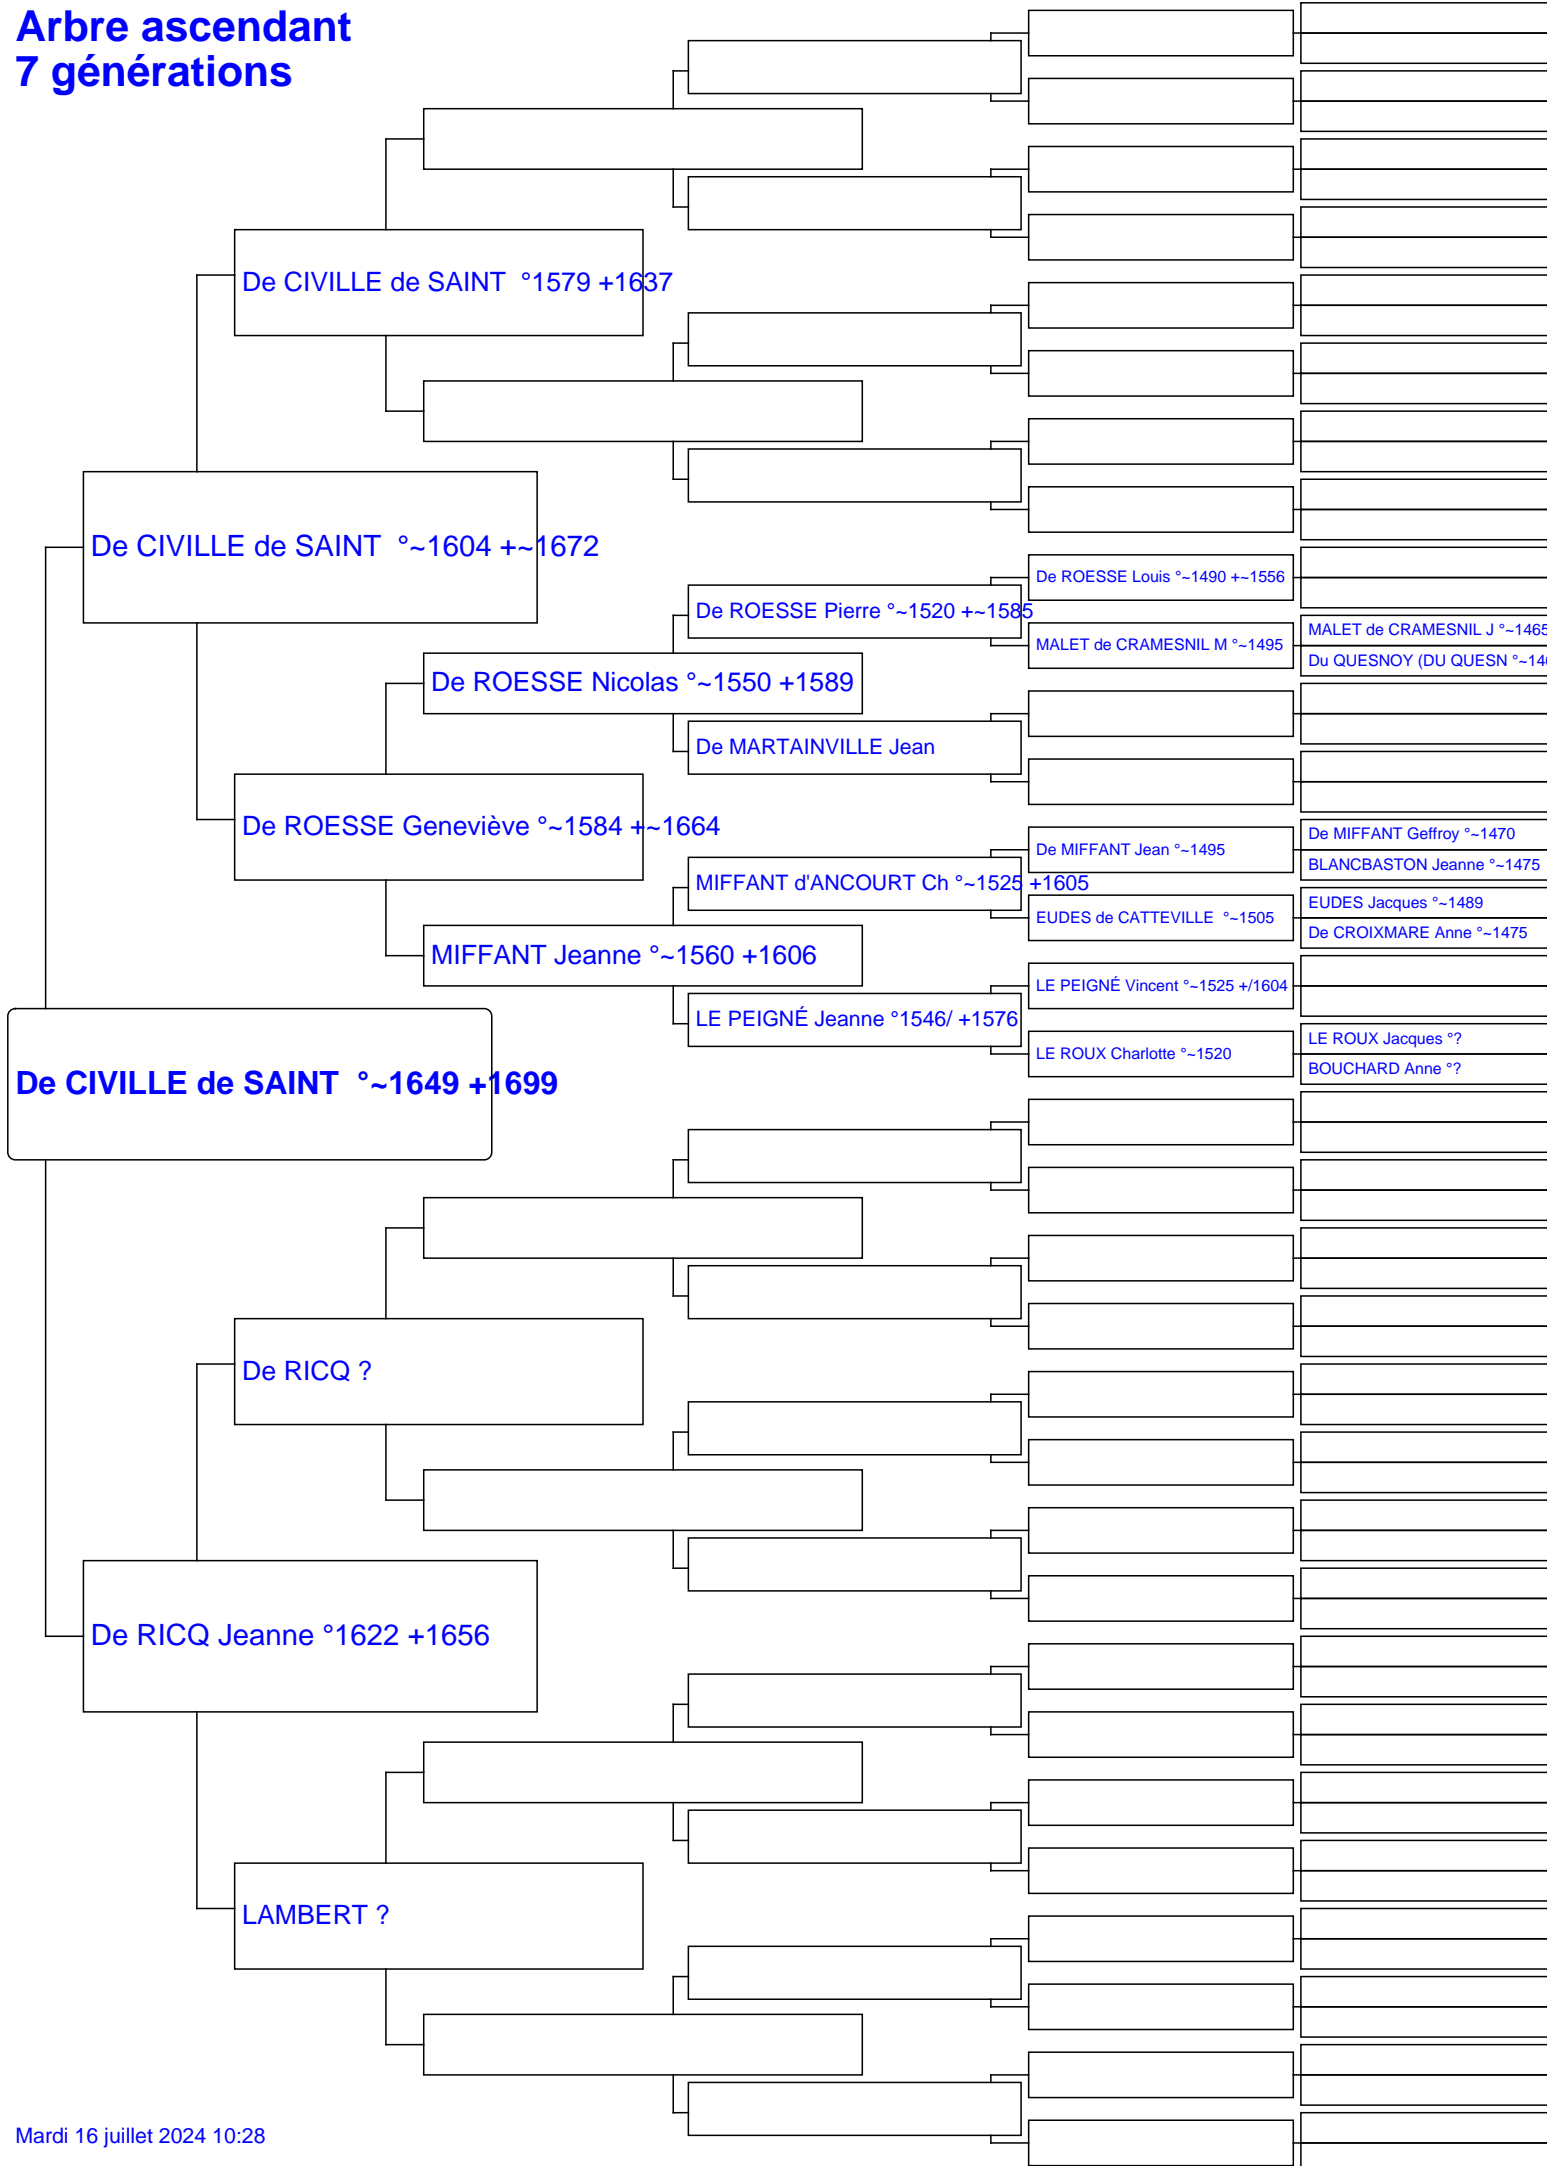 Arbre ascendant
7 générations
De CIVILLE de SAINT  °1579 +1637
De CIVILLE de SAINT  °~1604 +~1672
De ROESSE Louis °~1490 +~1556
De ROESSE Pierre °~1520 +~1585
MALET de CRAMESNIL J °~1465
MALET de CRAMESNIL M °~1495
Du QUESNOY (DU QUESN °~14
De ROESSE Nicolas °~1550 +1589
De MARTAINVILLE Jean
De ROESSE Geneviève °~1584 +~1664
De MIFFANT Geffroy °~1470
De MIFFANT Jean °~1495
BLANCBASTON Jeanne °~1475
MIFFANT d'ANCOURT Ch °~1525 +1605
EUDES Jacques °~1489
EUDES de CATTEVILLE  °~1505
De CROIXMARE Anne °~1475
MIFFANT Jeanne °~1560 +1606
LE PEIGNÉ Vincent °~1525 +/1604
LE PEIGNÉ Jeanne °1546/ +1576
LE ROUX Jacques °?
LE ROUX Charlotte °~1520
BOUCHARD Anne °?
De CIVILLE de SAINT  °~1649 +1699
De RICQ ?
De RICQ Jeanne °1622 +1656
LAMBERT ?
Mardi 16 juillet 2024 10:28